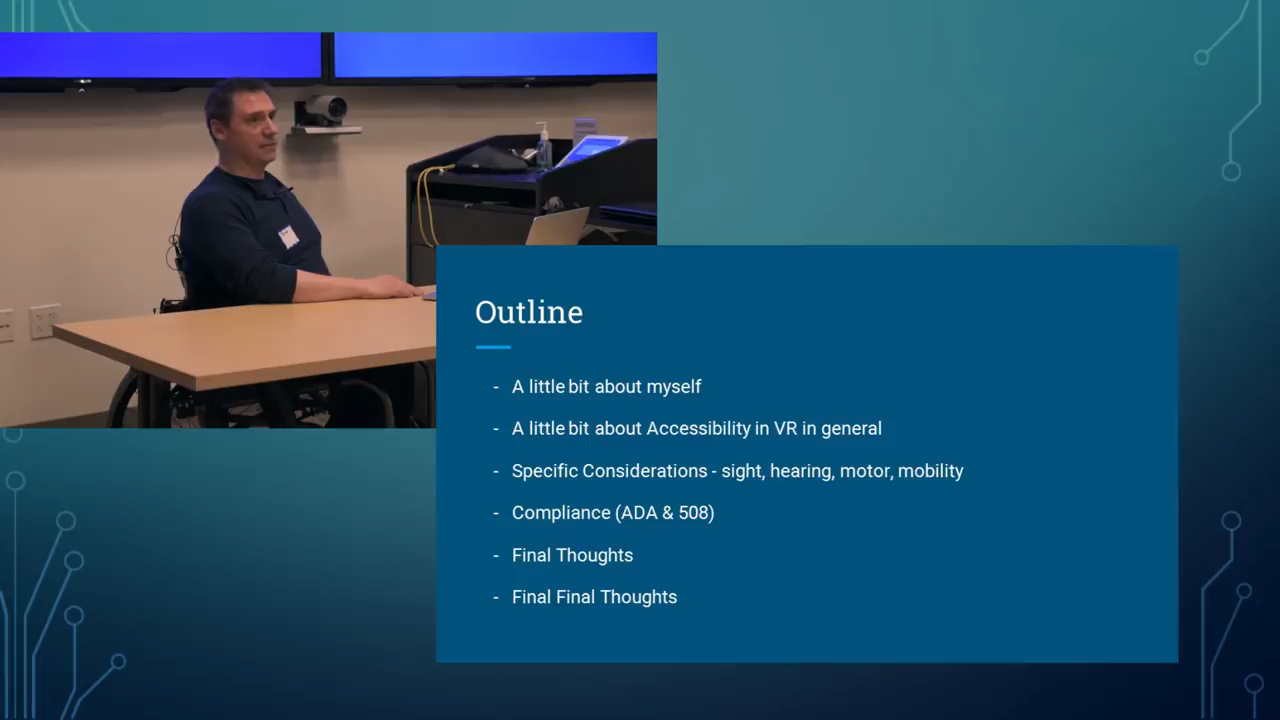 Outline
- A little bit about myself
- A little bit about Accessibility in VR in general
- Specific Considerations - sight, hearing, motor, mobility
- Compliance (ADA & 508)
- Final Thoughts
- Final Final Thoughts